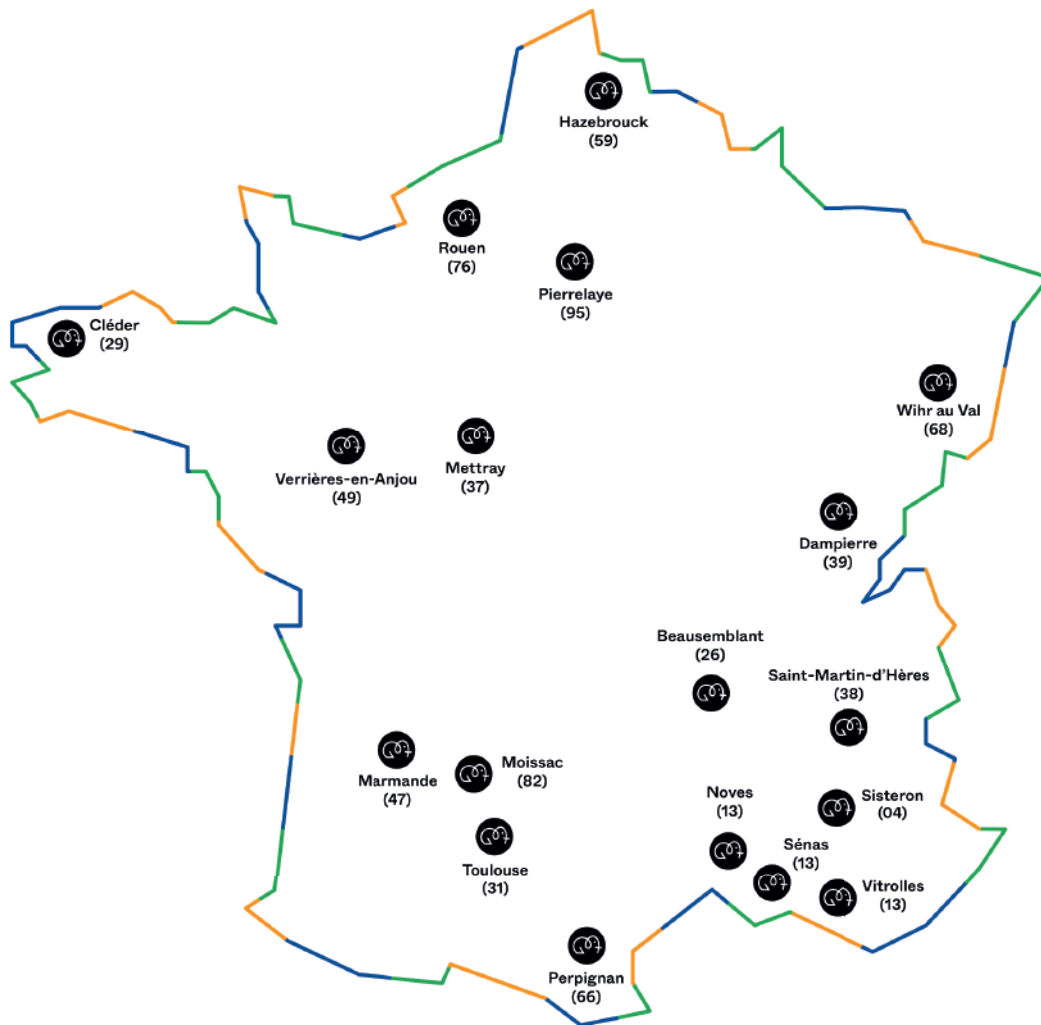 Hazebrouck
(59)
Rouen
(76)
Pierrelaye
(95)
Cléder
(29)
Wihr au Val
(68)
Verrières-en-Anjou
(49)
Mettray
(37)
Dampierre
(39)
Beausemblant
(26)
Saint-Martin-d'Hères
(38)
Marmande
(47)
Moissac
(82)
Noves
(13)
Sisteron
(04)
Toulouse
(31)
Sénas
(13)
Vitrolles
(13)
Perpignan
(66)